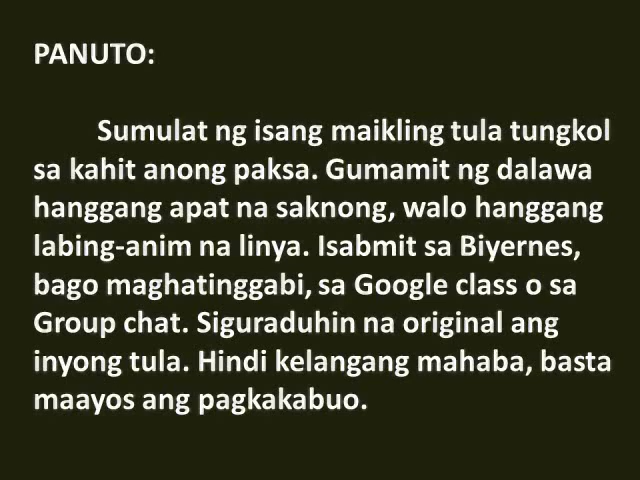 PANUTO:
Sumulat ng isang maikling tula tungkol
sa kahit anong paksa. Gumamit ng dalawa
hanggang apat na saknong, walo hanggang
labing-anim na linya. Isabmit sa Biyernes,
bago maghatinggabi, sa Google class o sa
Group chat. Siguraduhin na original ang
inyong tula. Hindi kelangang mahaba, basta
maayos ang pagkakabuo.